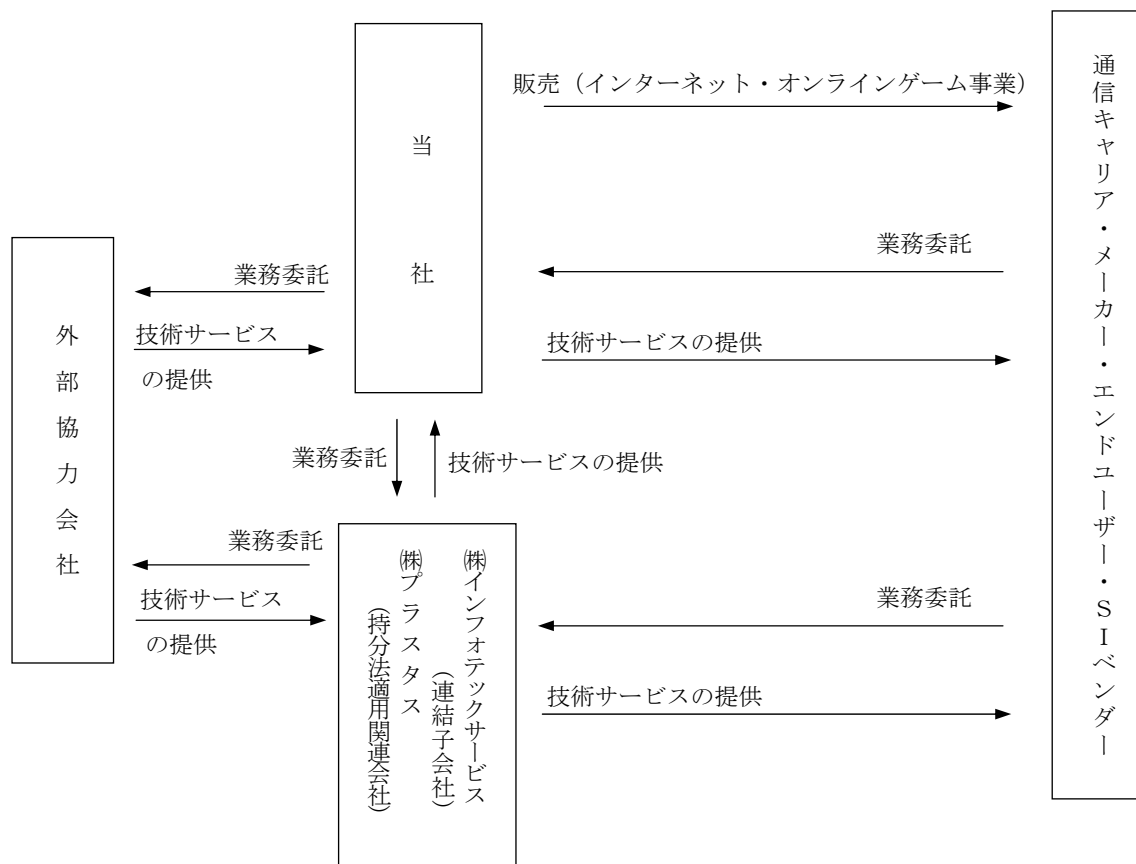 当社
販売（インターネット・オンラインゲーム事業）
通信キャリア・メーカー・エンドユーザー・SIベンダー
業務委託
技術サービスの提供
外部協力会社
業務委託
技術サービス
の提供
業務委託
技術サービスの提供
業務委託
技術サービス
の提供
㈱インフォテックサービス
(連結子会社)
㈱プラスタス
(持分法適用関連会社)
業務委託
技術サービスの提供